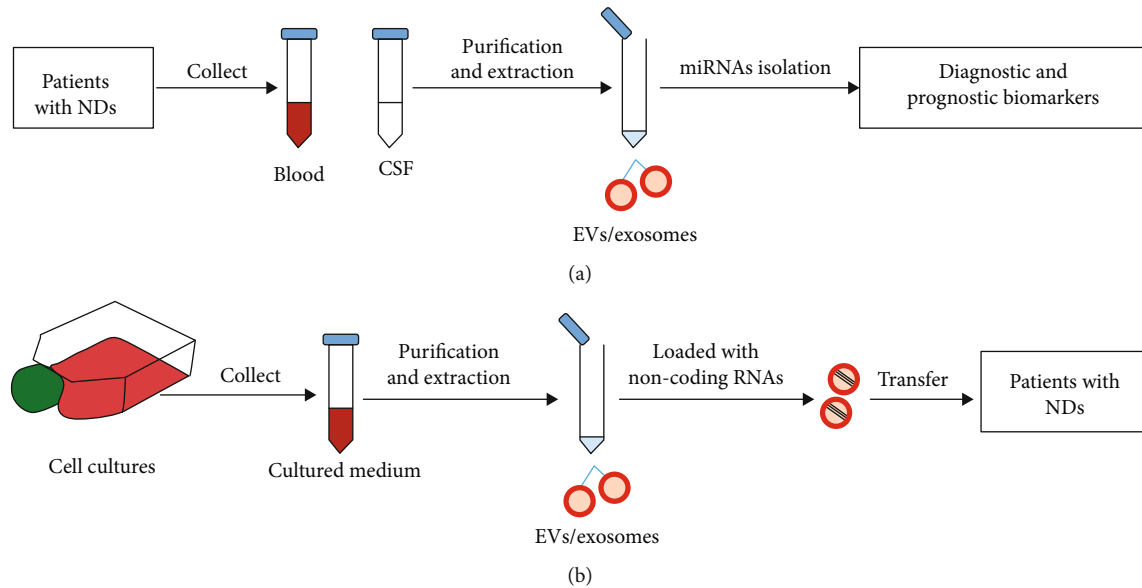 Patients
with NDs
Collect
Blood
CSF
Purification
and extraction
EVs/exosomes
miRNAs isolation
Diagnostic and
prognostic biomarkers
(a)
Cell cultures
Collect
Cultured medium
Purification
and extraction
EVs/exosomes
Loaded with
non-coding RNAs
Transfer
Patients with
NDs
(b)